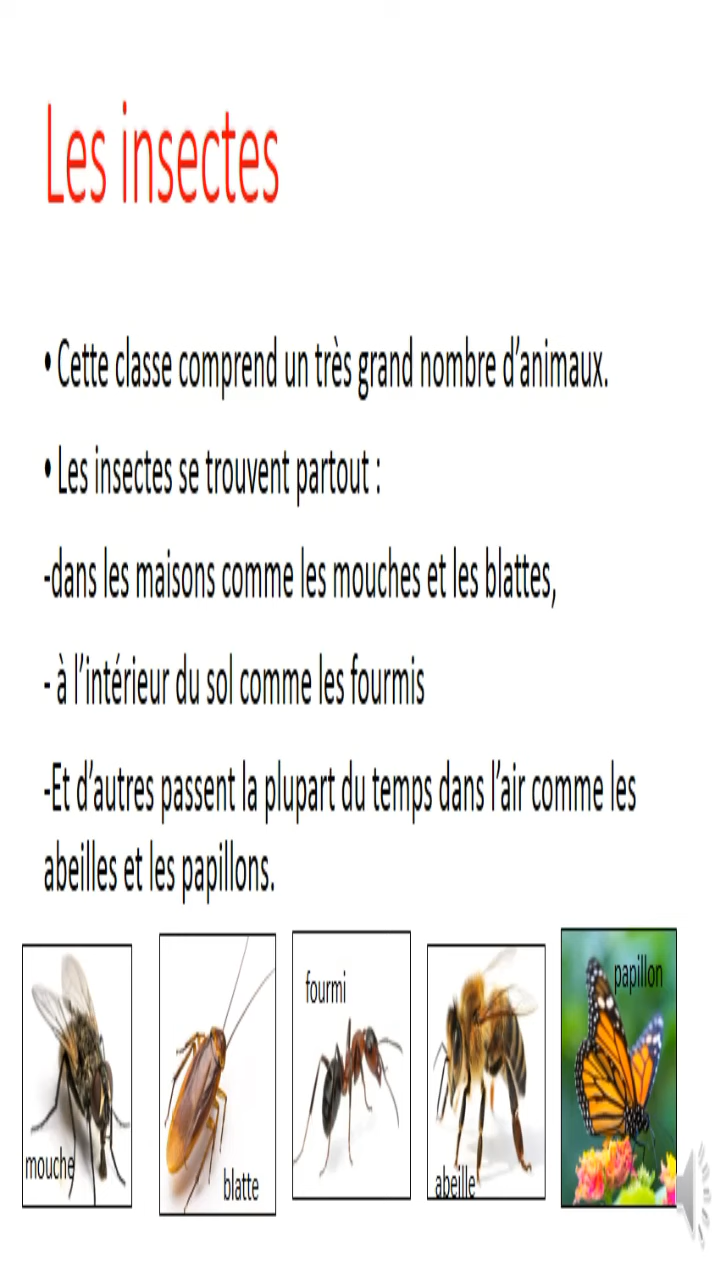 Les insectes
• Cette classe comprend un très grand nombre d’animaux.
• Les insectes se trouvent partout :
-dans les maisons comme les mouches et les blattes,
- à l’intérieur du sol comme les fourmis
-Et d’autres passent la plupart du temps dans l’air comme les
abeilles et les papillons.
mouche
blatte
fourmi
abeille
papillon